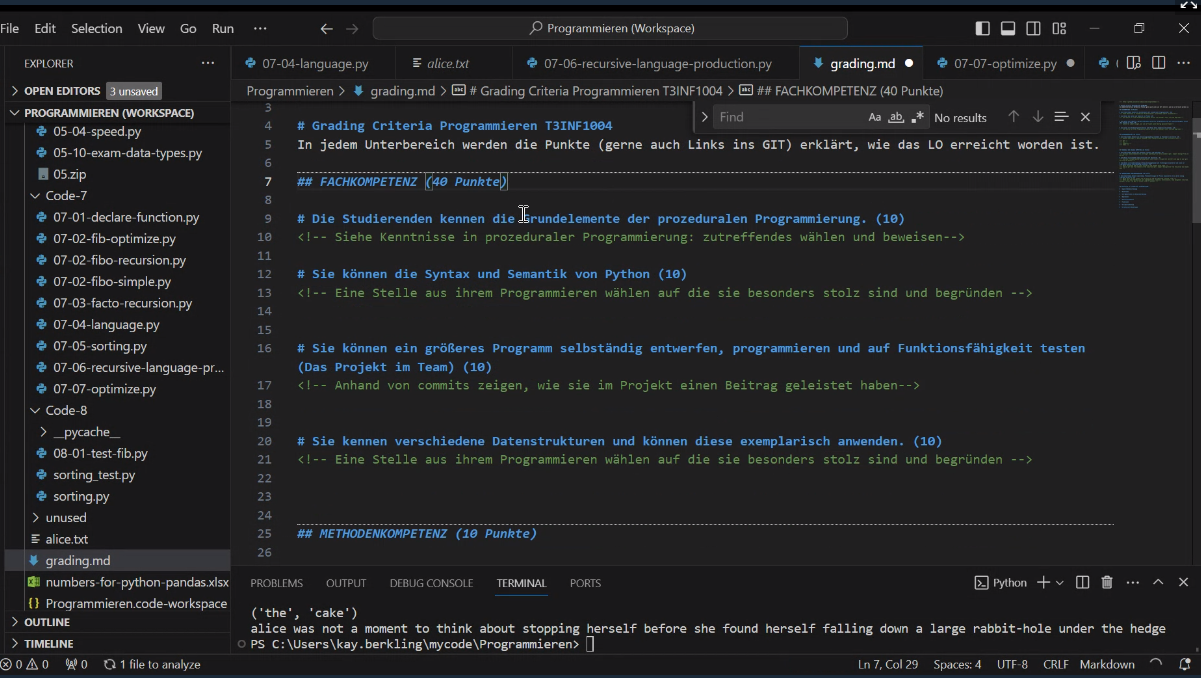 File Edit Selection View Go Run ···
Programmieren (Workspace)
EXPLORER ···
OPEN EDITORS 3 unsaved
PROGRAMMIEREN (WORKSPACE)
05-04-speed.py
05-10-exam-data-types.py
05.zip
Code-7
07-01-declare-function.py
07-02-fib-optimize.py
07-02-fibo-recursion.py
07-02-fibo-simple.py
07-03-facto-recursion.py
07-04-language.py
07-05-sorting.py
07-06-recursive-language-pr...
07-07-optimize.py
Code-8
__pycache__
08-01-test-fib.py
sorting_test.py
sorting.py
unused
alice.txt
grading.md
numbers-for-python-pandas.xlsx
Programmieren.code-workspace
OUTLINE
TIMELINE
07-04-language.py alice.txt 07-06-recursive-language-production.py grading.md 07-07-optimize.py
Programmieren > grading.md > # Grading Criteria Programmieren T3INF1004 > ## FACHKOMPETENZ (40 Punkte)
Find Aa ab .* No results
3
4 # Grading Criteria Programmieren T3INF1004
5 In jedem Unterbereich werden die Punkte (gerne auch Links ins GIT) erklärt, wie das LO erreicht worden ist.
6
7 ## FACHKOMPETENZ (40 Punkte)
8
9 # Die Studierenden kennen die Grundelemente der prozeduralen Programmierung. (10)
10 <!-- Siehe Kenntnisse in prozeduraler Programmierung: zutreffendes wählen und beweisen-->
11
12 # Sie können die Syntax und Semantik von Python (10)
13 <!-- Eine Stelle aus ihrem Programmieren wählen auf die sie besonders stolz sind und begründen -->
14
15
16 # Sie können ein größeres Programm selbständig entwerfen, programmieren und auf Funktionsfähigkeit testen
(Das Projekt im Team) (10)
17 <!-- Anhand von commits zeigen, wie sie im Projekt einen Beitrag geleistet haben-->
18
19
20 # Sie kennen verschiedene Datenstrukturen und können diese exemplarisch anwenden. (10)
21 <!-- Eine Stelle aus ihrem Programmieren wählen auf die sie besonders stolz sind und begründen -->
22
23
24
25 ## METHODENKOMPETENZ (10 Punkte)
26
PROBLEMS OUTPUT DEBUG CONSOLE TERMINAL PORTS Python
('the', 'cake')
alice was not a moment to think about stopping herself before she found herself falling down a large rabbit-hole under the hedge
PS C:\Users\kay.berkling\mycode\Programmieren>
0 0 0 1 file to analyze Ln 7, Col 29 Spaces: 4 UTF-8 CRLF Markdown